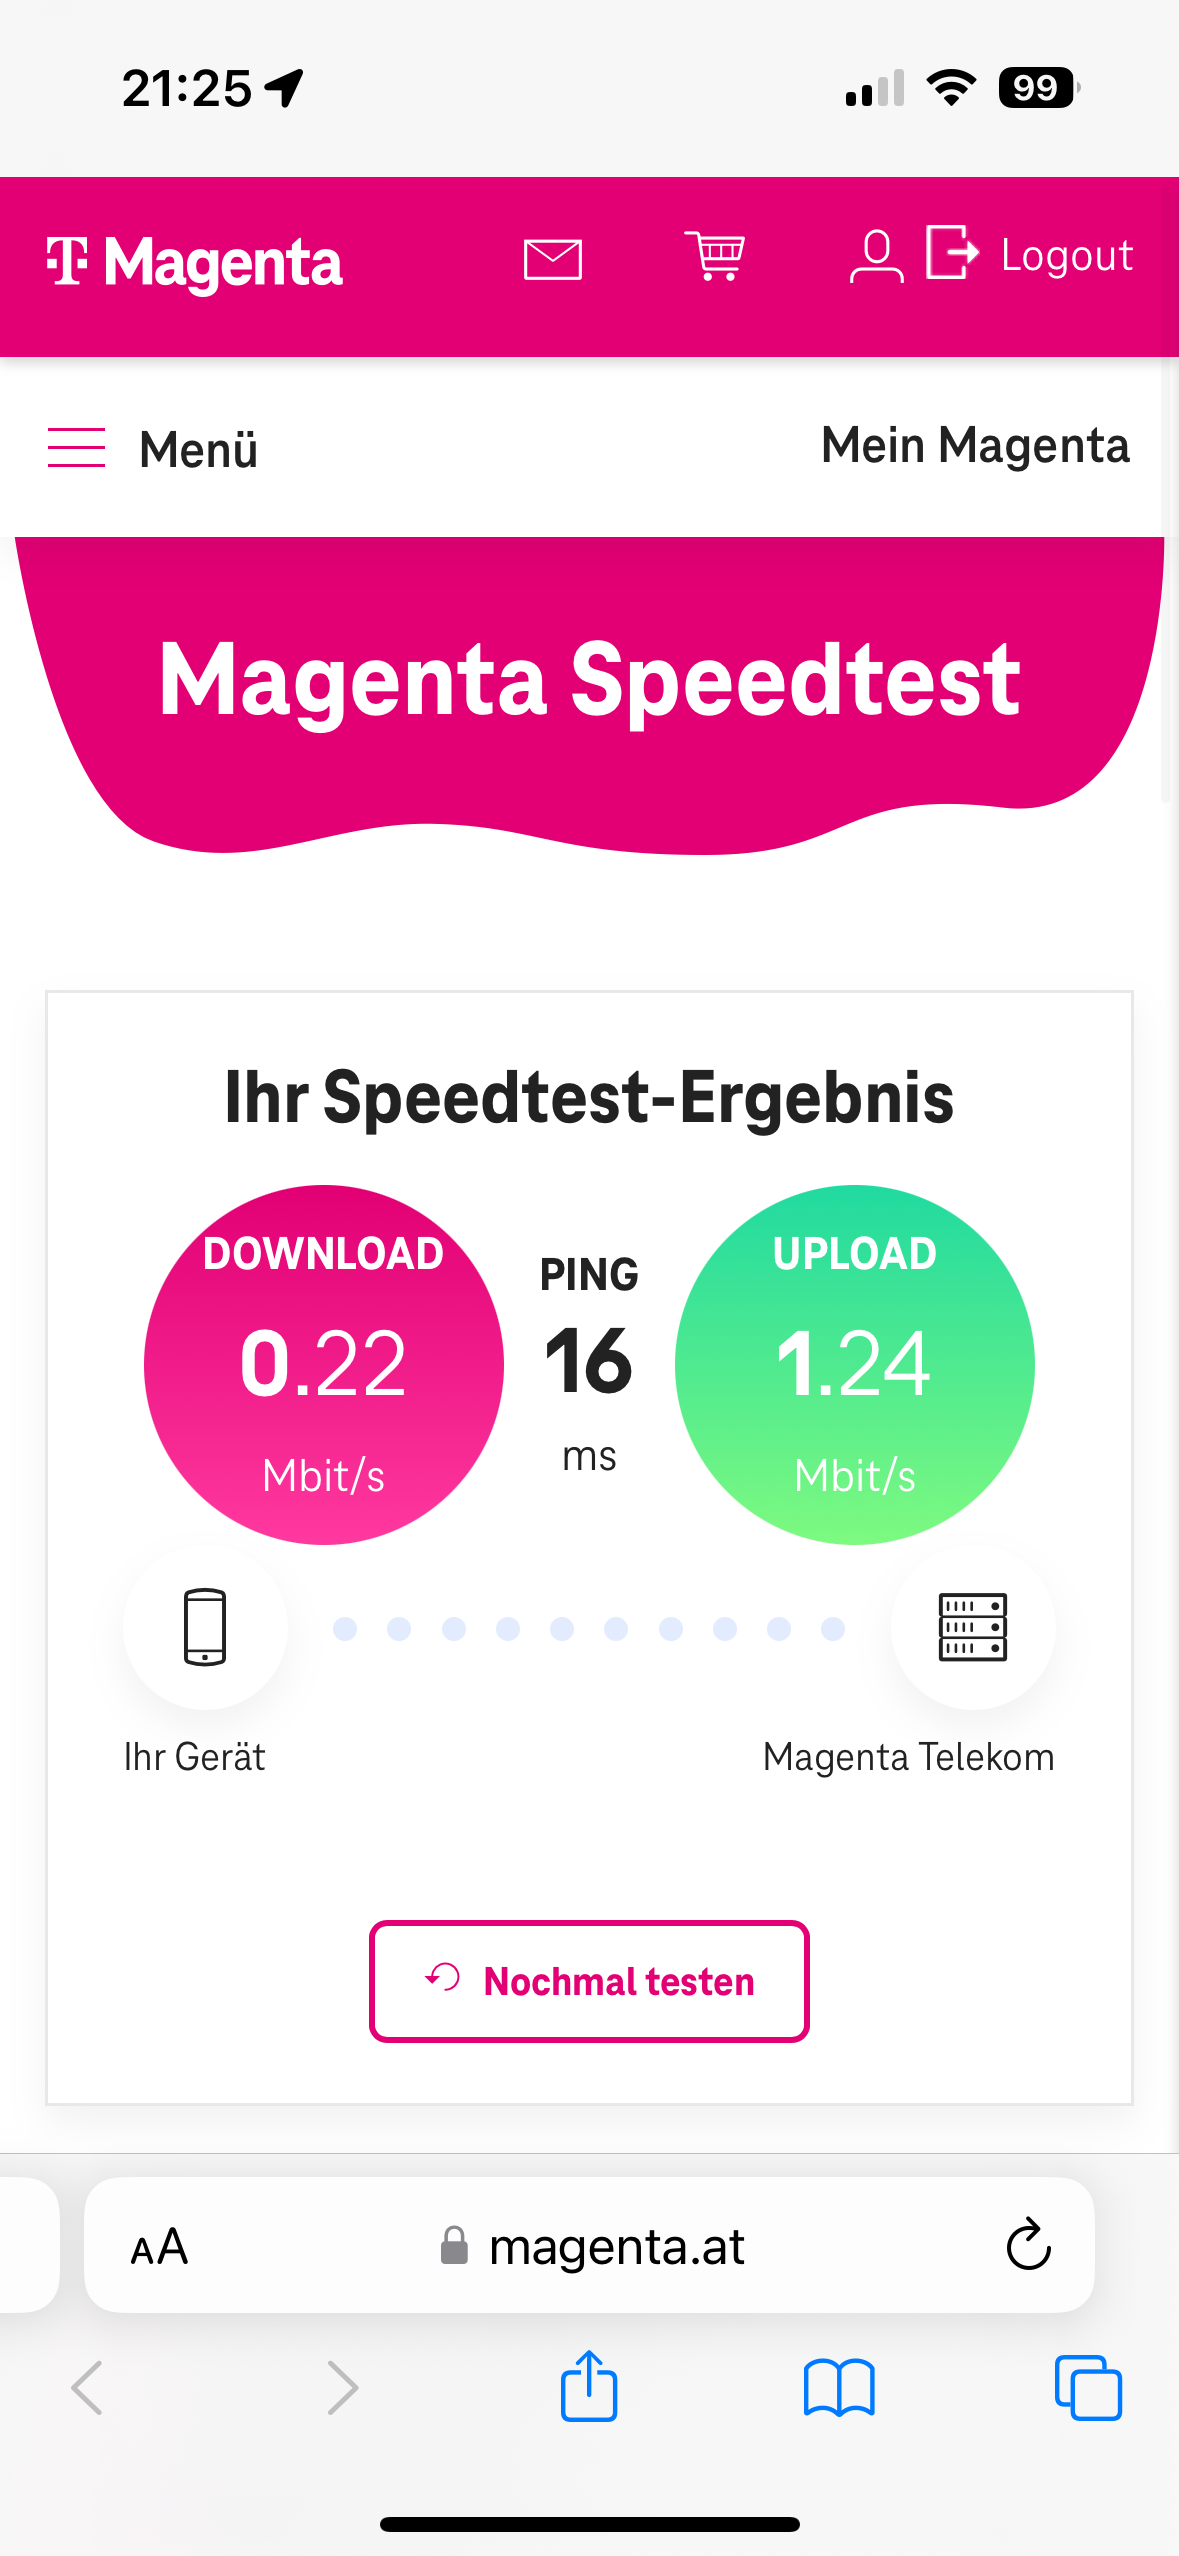 21:25
99
T Magenta
Logout
Menü
Mein Magenta
Magenta Speedtest
Ihr Speedtest-Ergebnis
DOWNLOAD
0.22
Mbit/s
PING
16
ms
UPLOAD
1.24
Mbit/s
Ihr Gerät
Magenta Telekom
Nochmal testen
AA
magenta.at